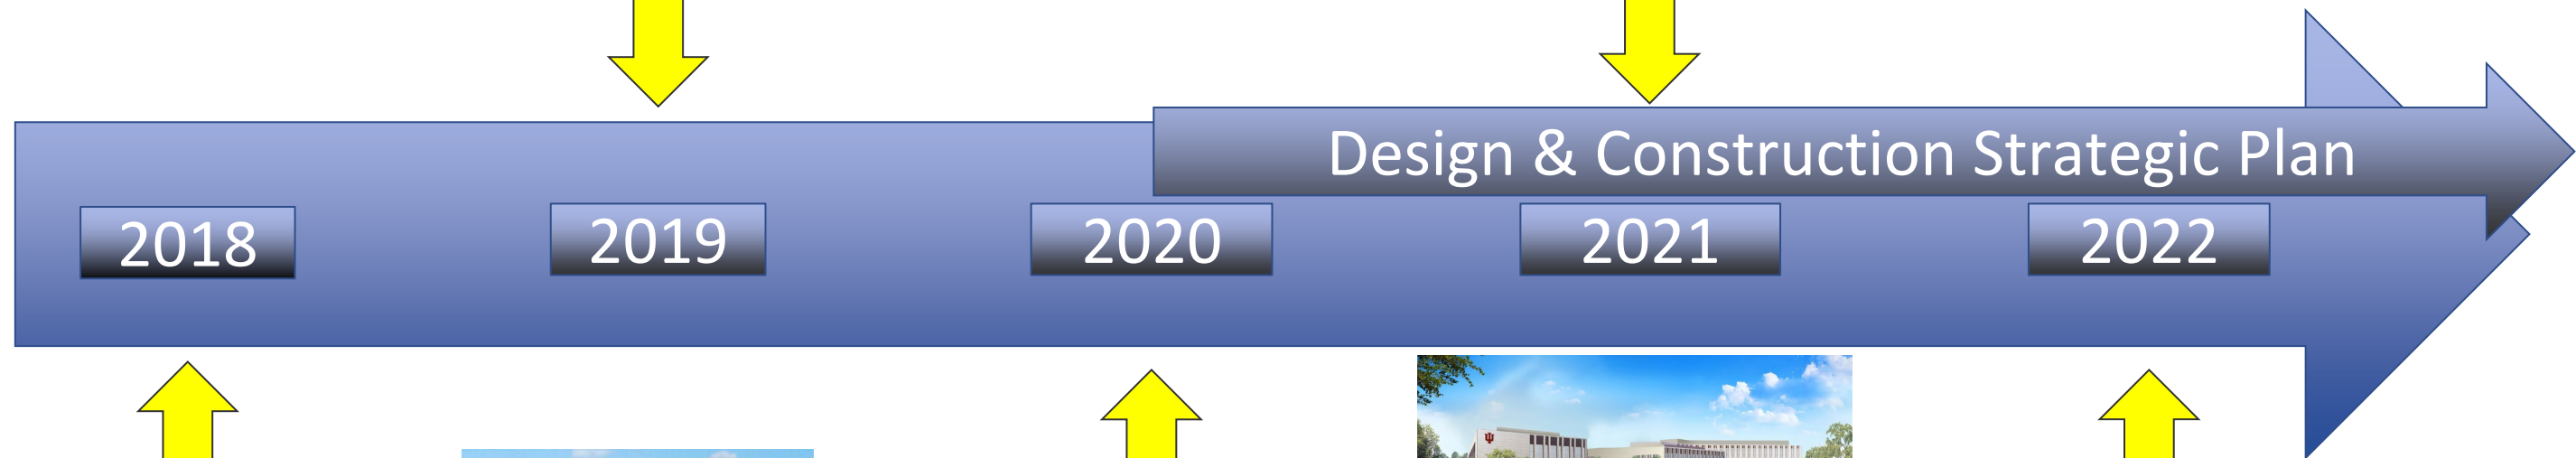 Design & Construction Strategic Plan
2018 2019 2020 2021 2022